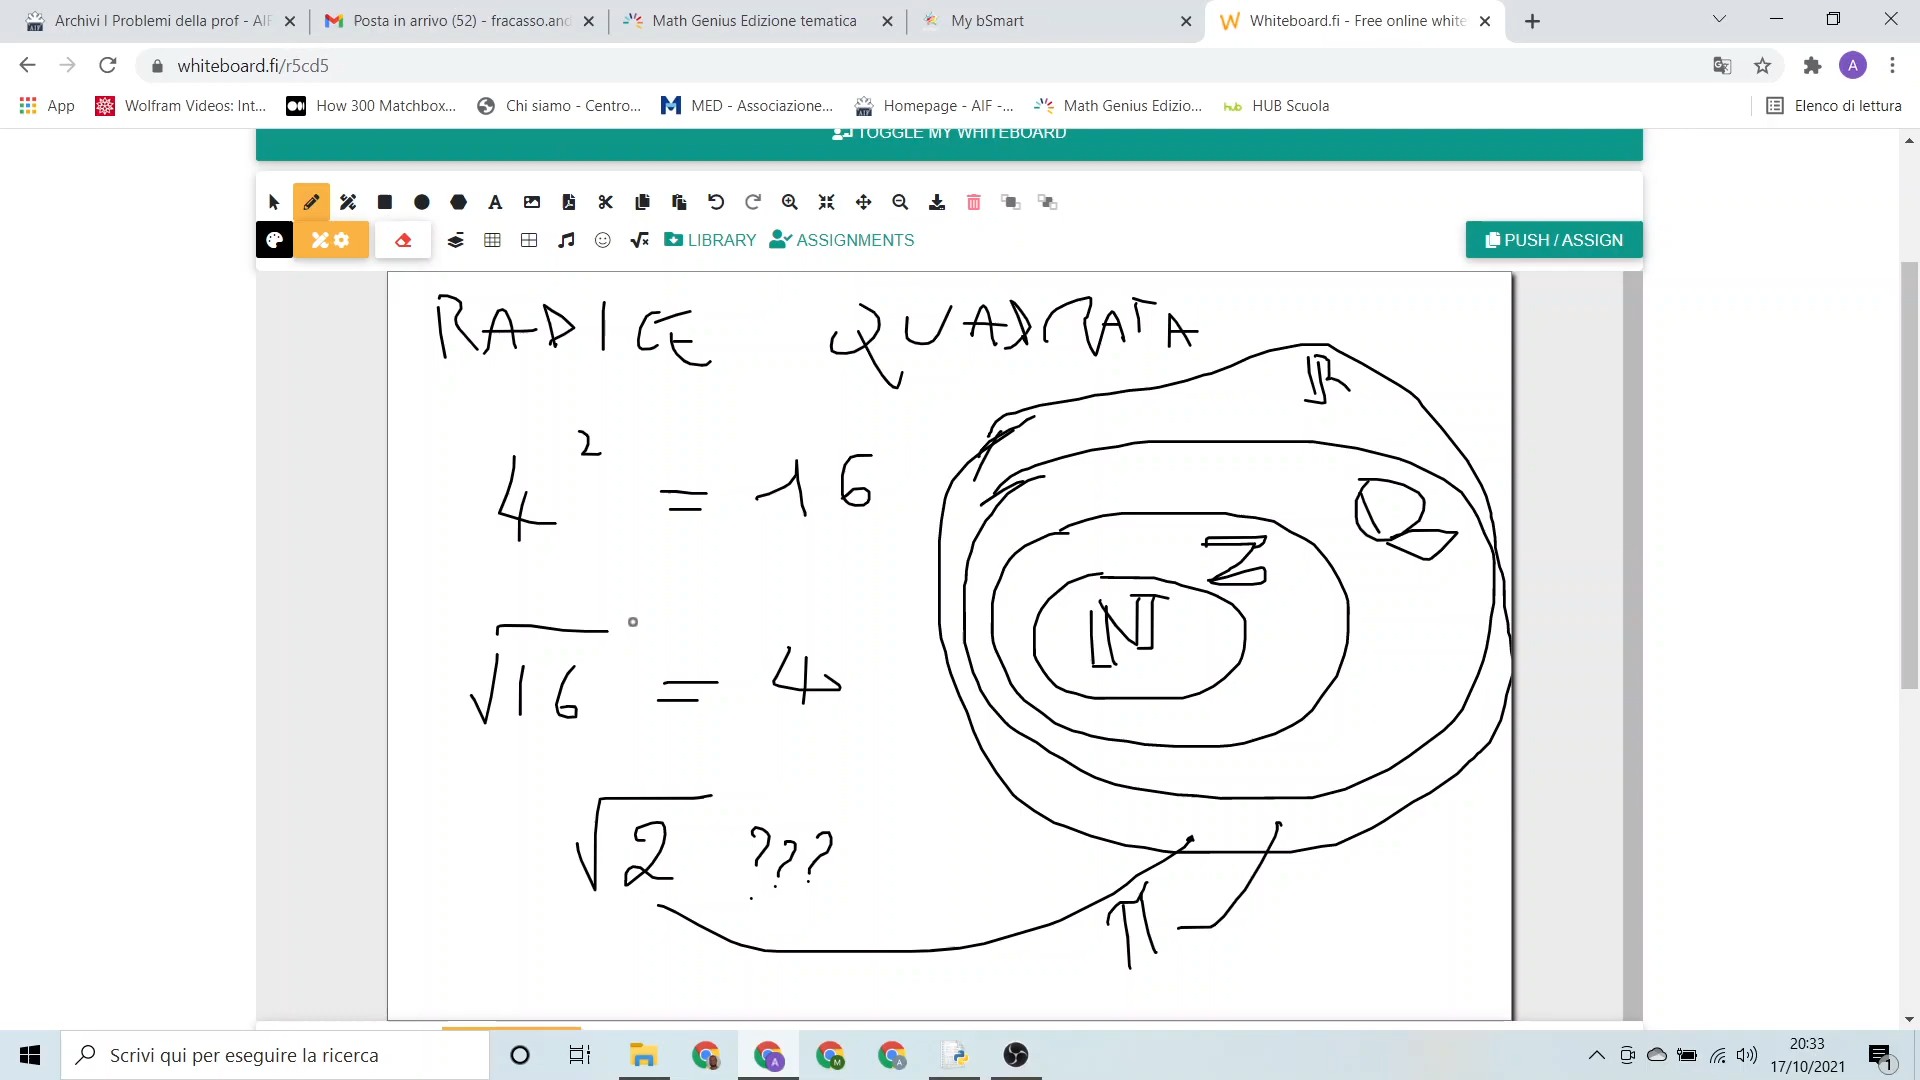 Archivi I Problemi della prof - AIF
Posta in arrivo (52) - fracasso.and
Math Genius Edizione tematica
My bSmart
Whiteboard.fi - Free online white
whiteboard.fi/r5cd5
A
App
Wolfram Videos: Int...
How 300 Matchbox...
Chi siamo - Centro...
MED - Associazione...
Homepage - AIF -...
Math Genius Edizio...
hub HUB Scuola
Elenco di lettura
TOGGLE MY WHITEBOARD
LIBRARY
ASSIGNMENTS
PUSH / ASSIGN
RADICE QUADRATA
ℝ
4² = 16
ℚ
ℤ
ℕ
√16 = 4
√2 ???
π
Scrivi qui per eseguire la ricerca
20:33
17/10/2021
1